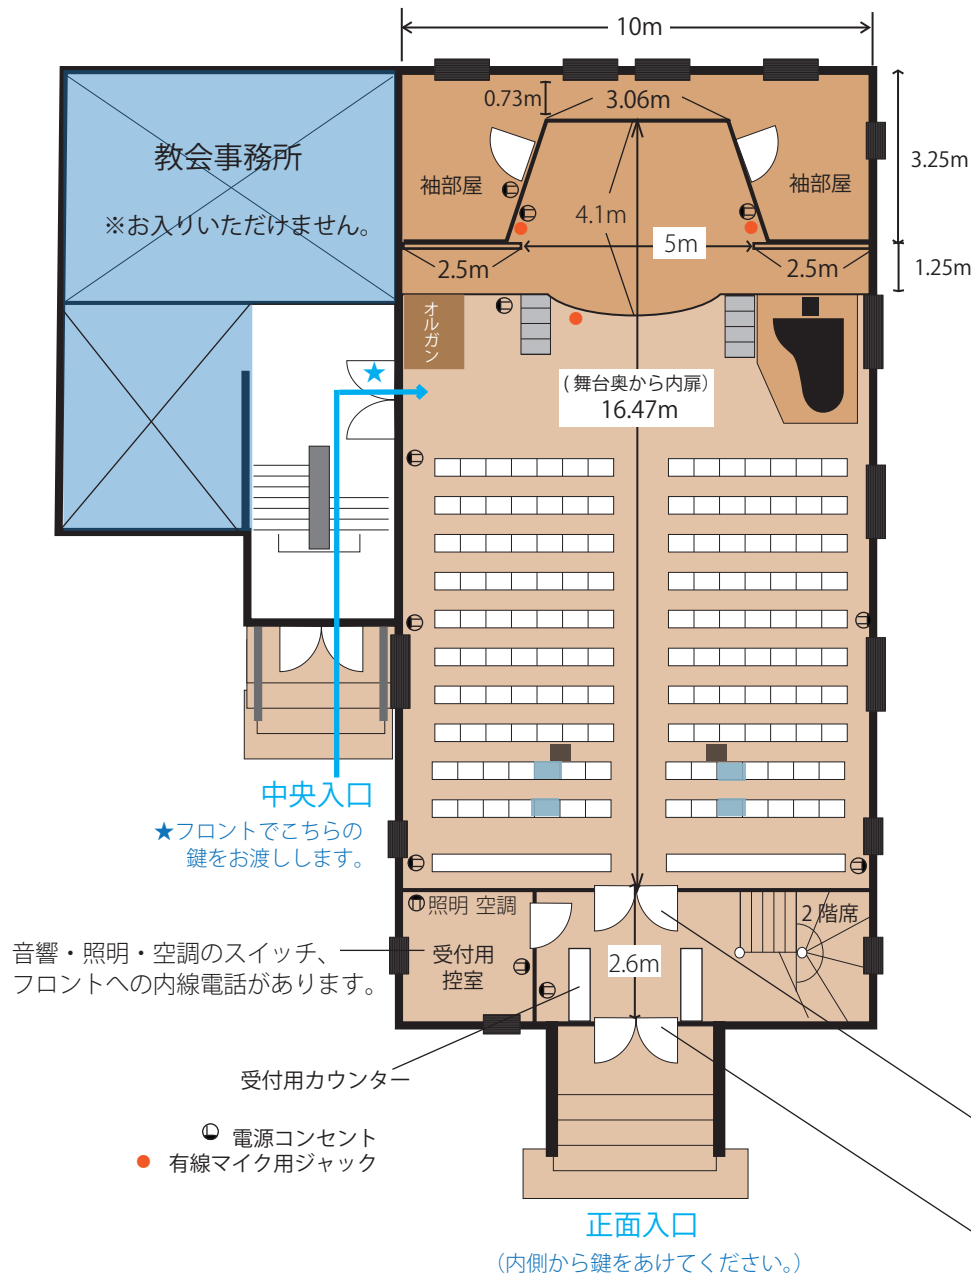 10m
0.73m
3.06m
教会事務所
※お入りいただけません。
袖部屋
袖部屋
3.25m
4.1m
5m
2.5m
2.5m
1.25m
オルガン
★
(舞台奥から内扉)
16.47m
中央入口
★フロントでこちらの
鍵をお渡しします。
照明 空調
2階席
音響・照明・空調のスイッチ、
フロントへの内線電話があります。
受付用
控室
2.6m
受付用カウンター
電源コンセント
有線マイク用ジャック
正面入口
(内側から鍵をあけてください。)